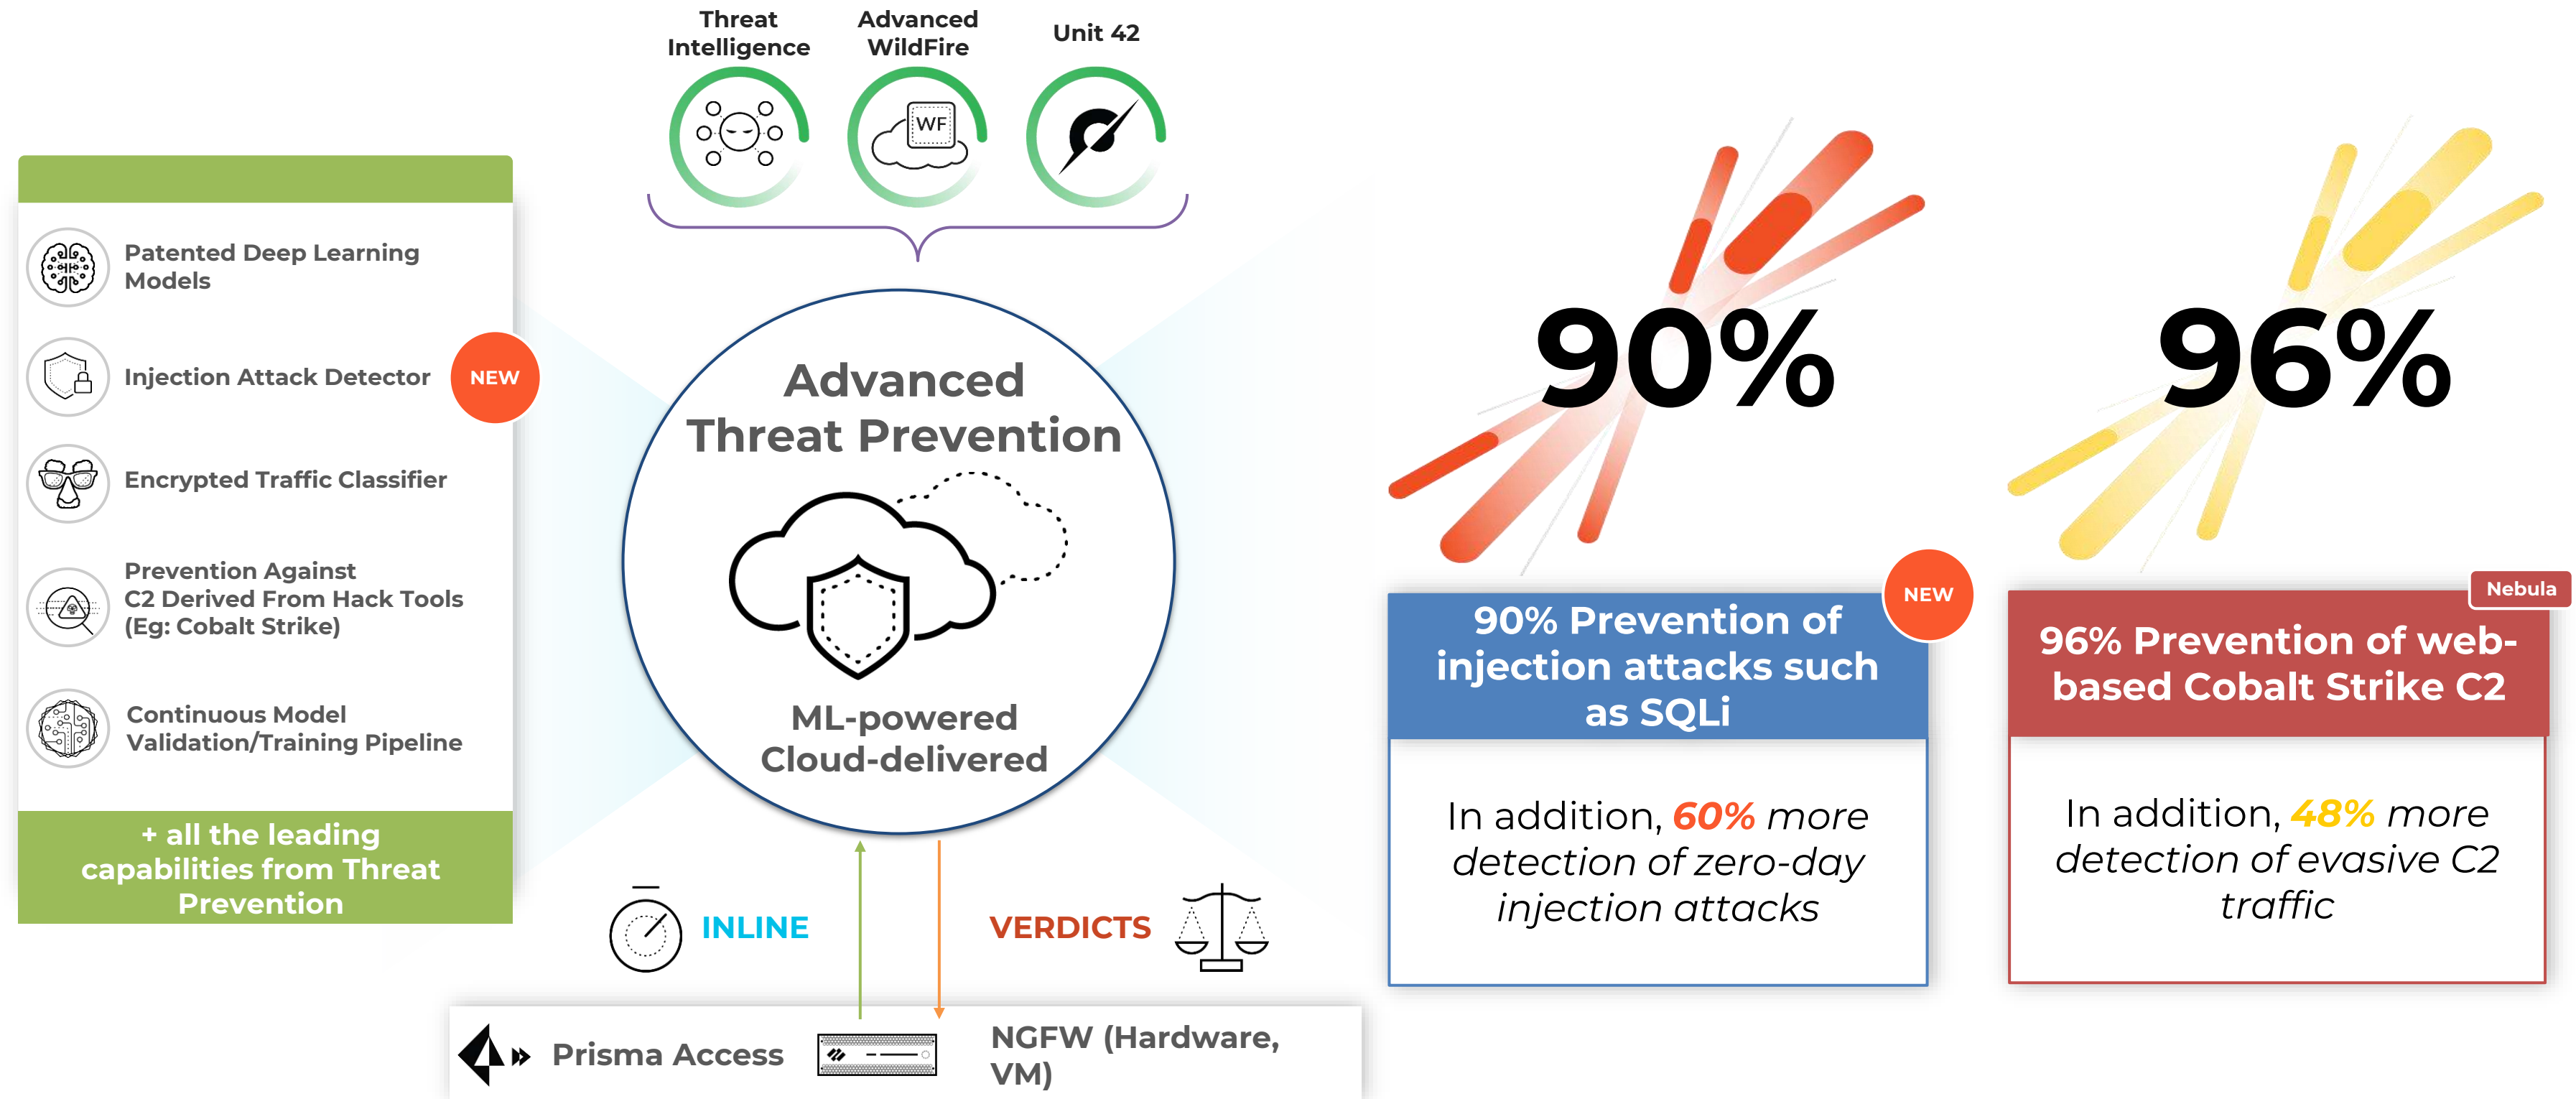 Threat
Intelligence
Advanced
WildFire
WF
Unit 42
Patented Deep Learning
Models
Injection Attack Detector
NEW
Encrypted Traffic Classifier
Prevention Against
C2 Derived From Hack Tools
(Eg: Cobalt Strike)
Continuous Model
Validation/Training Pipeline
+ all the leading
capabilities from Threat
Prevention
Advanced
Threat Prevention
ML-powered
Cloud-delivered
INLINE
VERDICTS
Prisma Access
NGFW (Hardware,
VM)
90%
NEW
90% Prevention of
injection attacks such
as SQLi
In addition, 60% more
detection of zero-day
injection attacks
96%
Nebula
96% Prevention of web-
based Cobalt Strike C2
In addition, 48% more
detection of evasive C2
traffic